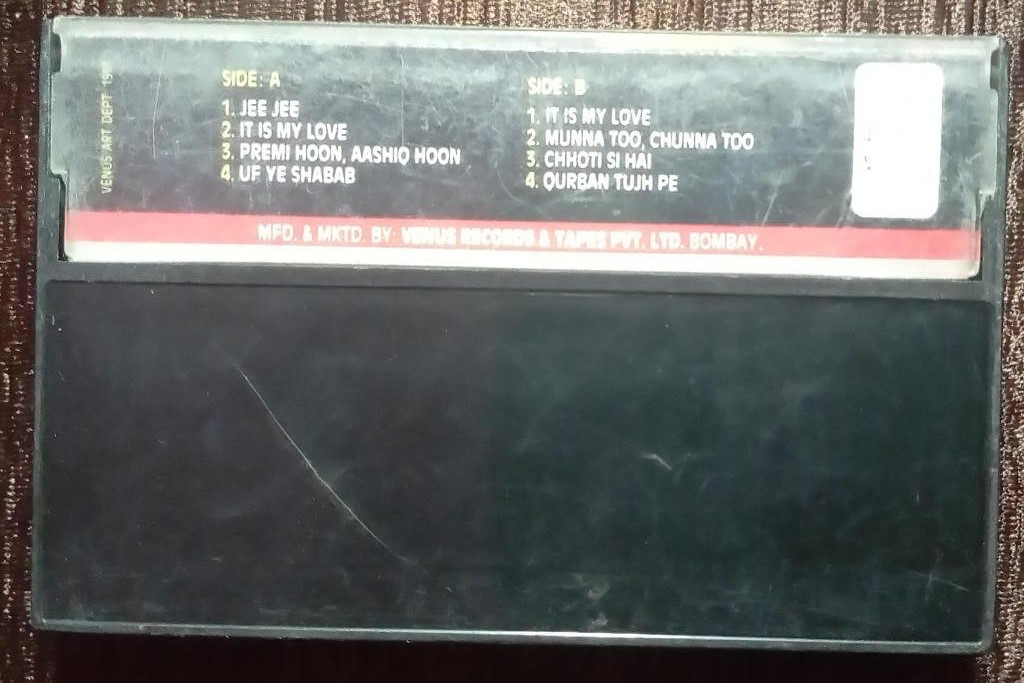 VENUS ART DEPT
SIDE: A
1. JEE JEE
2. IT IS MY LOVE
3. PREMI HOON, AASHIQ HOON
4. UF YE SHABAB
SIDE: B
1. IT IS MY LOVE
2. MUNNA TOO, CHUNNA TOO
3. CHHOTI SI HAI
4. QURBAN TUJH PE
MFD. & MKTD. BY: VENUS RECORDS & TAPES PVT. LTD. BOMBAY.